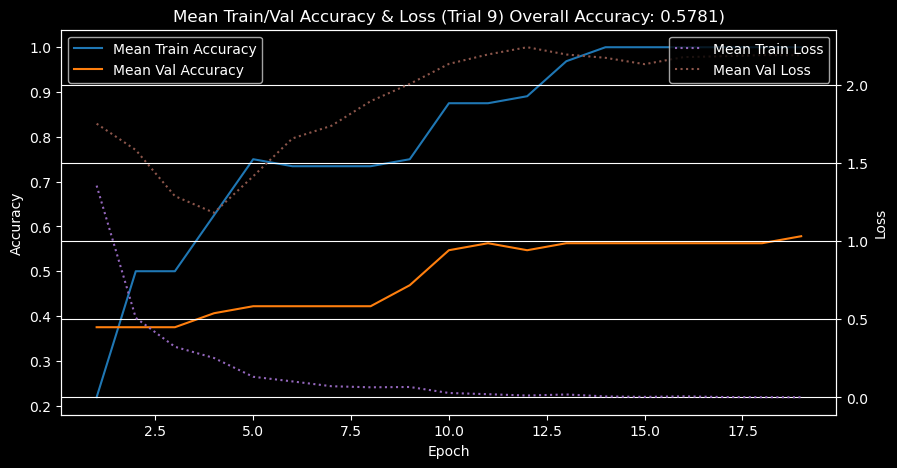 Mean Train/Val Accuracy & Loss (Trial 9) Overall Accuracy: 0.5781)
Mean Train Accuracy
Mean Val Accuracy
Mean Train Loss
Mean Val Loss
Accuracy
1.0
0.9
0.8
0.7
0.6
0.5
0.4
0.3
0.2
Loss
2.0
1.5
1.0
0.5
0.0
2.5
5.0
7.5
10.0
12.5
15.0
17.5
Epoch